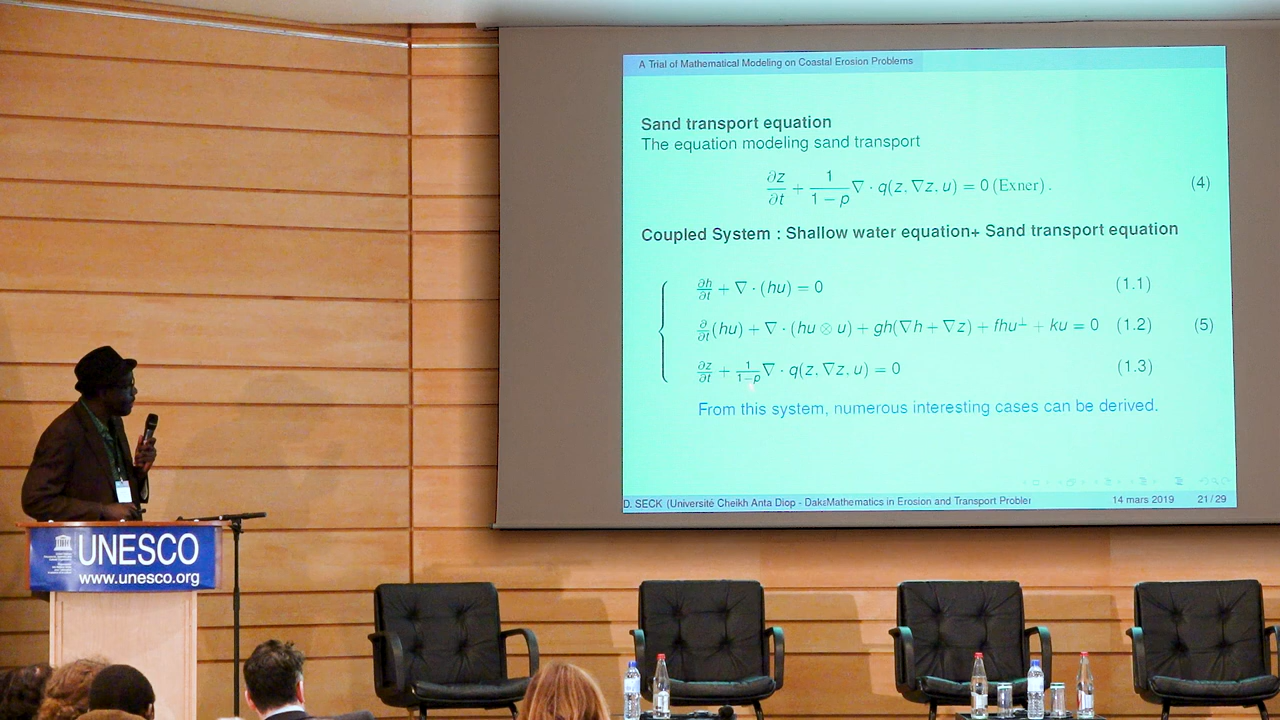 A Trial of Mathematical Modeling on Coastal Erosion Problems
Sand transport equation
The equation modeling sand transport
∂z/∂t + 1/(1 − p) ∇ · q(z, ∇z, u) = 0 (Exner). (4)
Coupled System : Shallow water equation+ Sand transport equation
∂h/∂t + ∇ · (hu) = 0 (1.1)
∂/∂t (hu) + ∇ · (hu ⊗ u) + gh(∇h + ∇z) + fhu⊥ + ku = 0 (1.2) (5)
∂z/∂t + 1/(1−p) ∇ · q(z, ∇z, u) = 0 (1.3)
From this system, numerous interesting cases can be derived.
D. SECK (Université Cheikh Anta Diop - Daka Mathematics in Erosion and Transport Probler 14 mars 2019 21 / 29
UNESCO
www.unesco.org